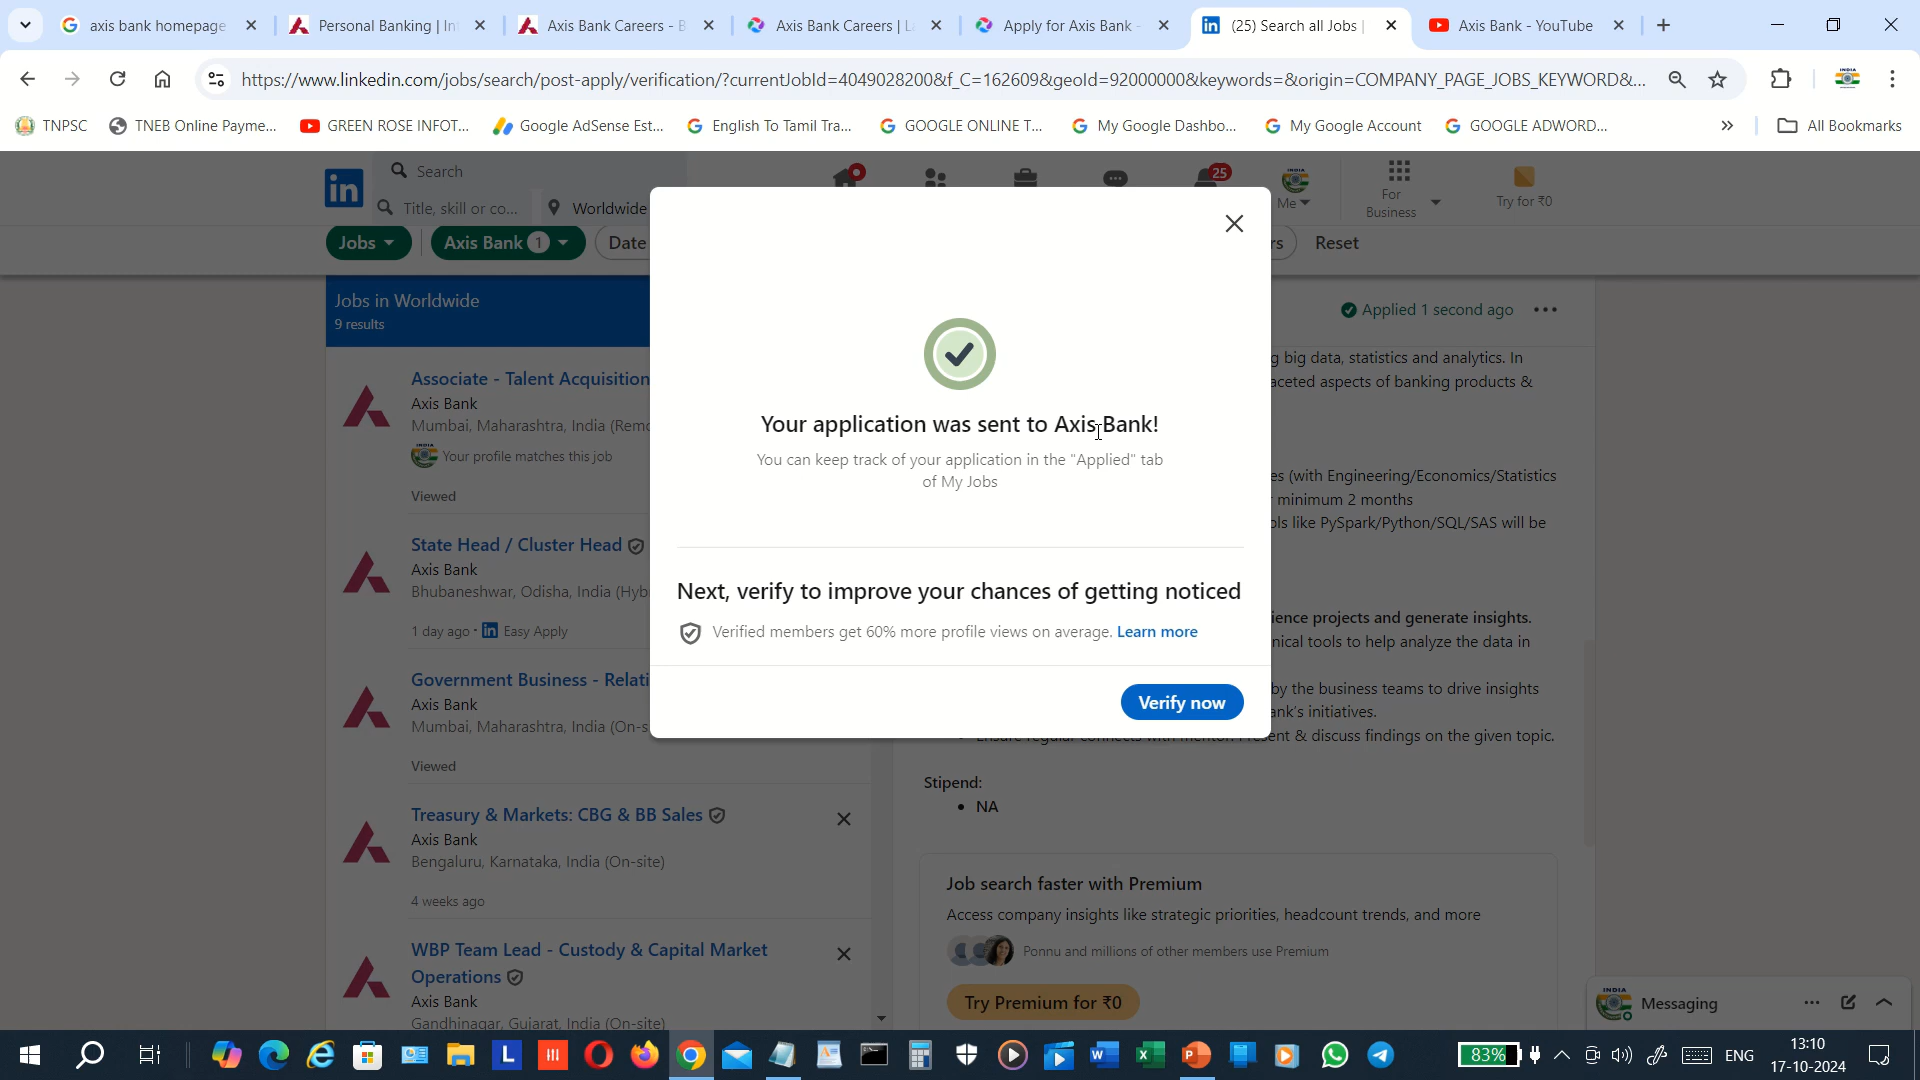 axis bank homepage
Personal Banking | In
Axis Bank Careers - B
Axis Bank Careers | L
Apply for Axis Bank -
(25) Search all Jobs |
Axis Bank - YouTube
https://www.linkedin.com/jobs/search/post-apply/verification/?currentJobId=4049028200&f_C=162609&geoId=92000000&keywords=&origin=COMPANY_PAGE_JOBS_KEYWORD&...
TNPSC
TNEB Online Payme...
GREEN ROSE INFOT...
Google AdSense Est...
English To Tamil Tra...
GOOGLE ONLINE T...
My Google Dashbo...
My Google Account
GOOGLE ADWORD...
All Bookmarks
Search
Title, skill or co...
Worldwide
25
Me
For
Business
Try for ₹0
Jobs
Axis Bank 1
Date
rs
Reset
Jobs in Worldwide
9 results
Applied 1 second ago
Associate - Talent Acquisition
Axis Bank
Mumbai, Maharashtra, India (Remo
Your profile matches this job
Viewed
State Head / Cluster Head
Axis Bank
Bhubaneshwar, Odisha, India (Hyb
1 day ago · Easy Apply
Government Business - Relati
Axis Bank
Mumbai, Maharashtra, India (On-s
Viewed
Treasury & Markets: CBG & BB Sales
Axis Bank
Bengaluru, Karnataka, India (On-site)
4 weeks ago
WBP Team Lead - Custody & Capital Market
Operations
Axis Bank
Gandhinagar, Gujarat, India (On-site)
Your application was sent to Axis Bank!
You can keep track of your application in the "Applied" tab
of My Jobs
Next, verify to improve your chances of getting noticed
Verified members get 60% more profile views on average. Learn more
Verify now
g big data, statistics and analytics. In
aceted aspects of banking products &
es (with Engineering/Economics/Statistics
minimum 2 months
ols like PySpark/Python/SQL/SAS will be
ience projects and generate insights.
nical tools to help analyze the data in
by the business teams to drive insights
ank's initiatives.
ent & discuss findings on the given topic.
Stipend:
• NA
Job search faster with Premium
Access company insights like strategic priorities, headcount trends, and more
Ponnu and millions of other members use Premium
Try Premium for ₹0
Messaging
83%
ENG
13:10
17-10-2024